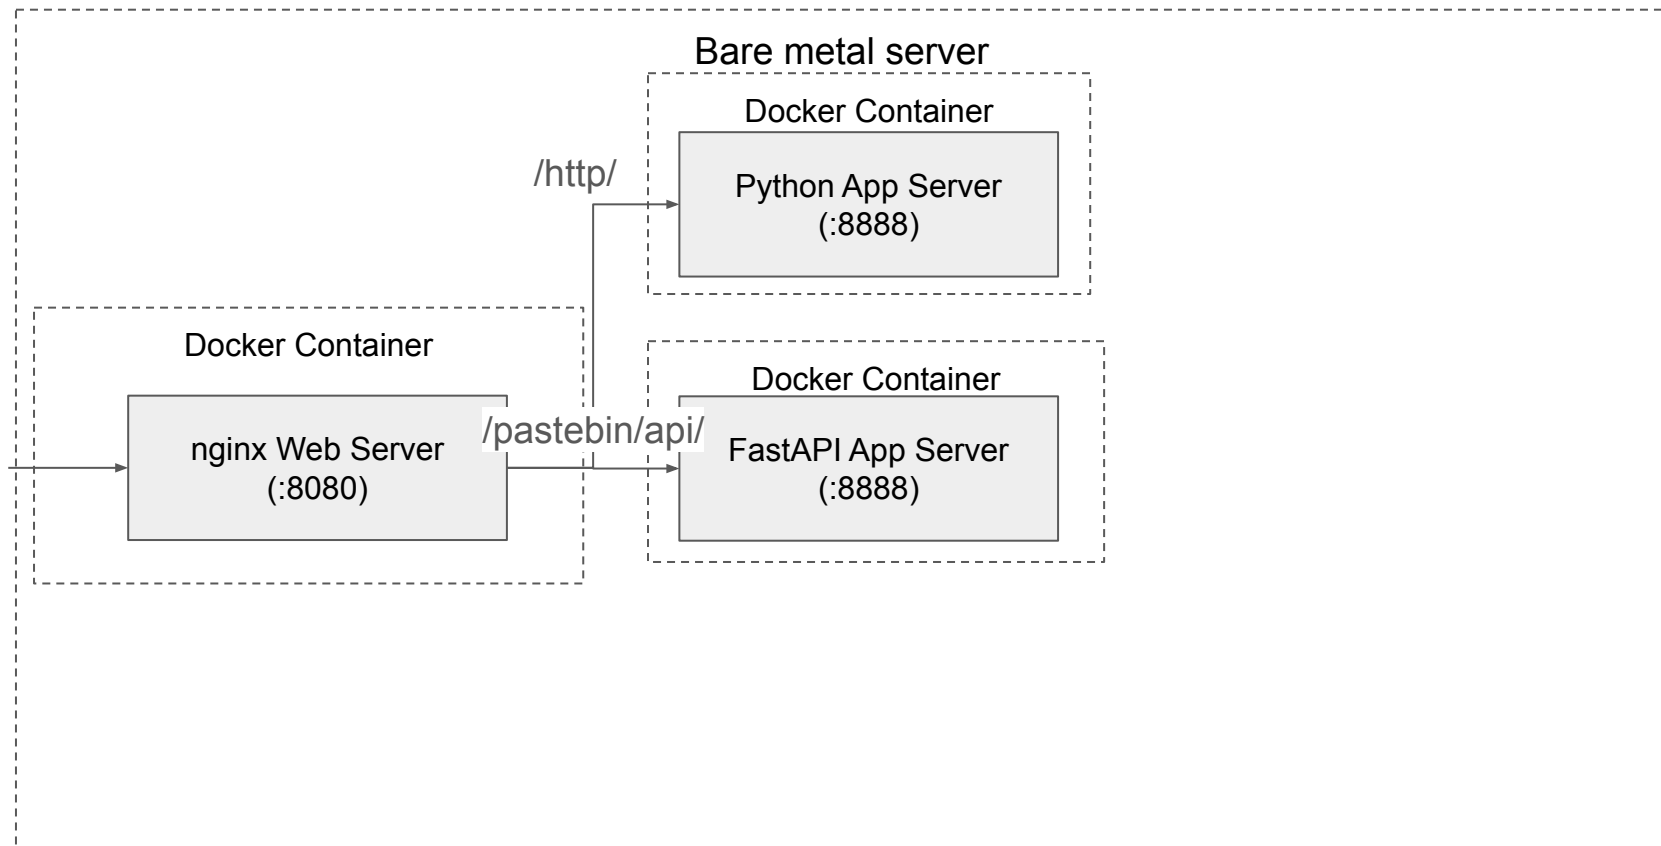 Bare metal server
Docker Container
Python App Server
(:8888)
/http/
Docker Container
nginx Web Server
(:8080)
/pastebin/api/
Docker Container
FastAPI App Server
(:8888)